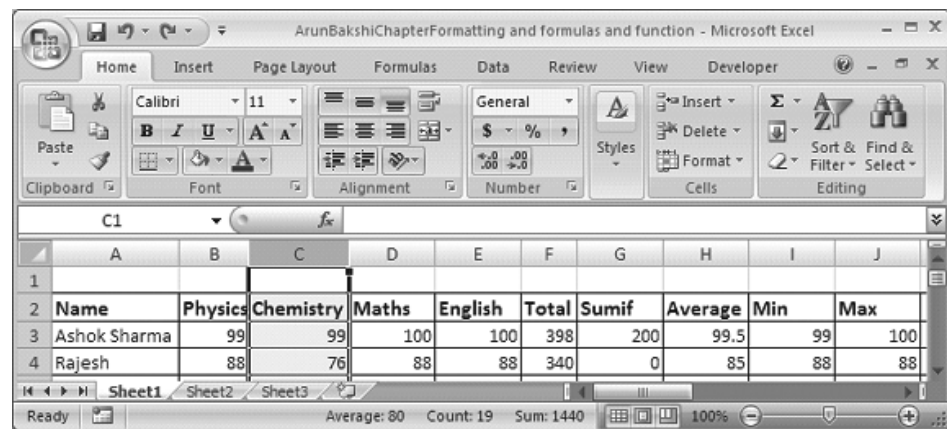 ArunBakshiChapterFormatting and formulas and function - Microsoft Excel
Home Insert Page Layout Formulas Data Review View Developer
Calibri 11 General Insert Σ
B I U A A $ % , Delete
Paste A Styles Format Sort & Filter Find & Select
Clipboard Font Alignment Number Cells Editing
C1 fx
A B C D E F G H I J
1
2 Name Physics Chemistry Maths English Total Sumif Average Min Max
3 Ashok Sharma 99 99 100 100 398 200 99.5 99 100
4 Rajesh 88 76 88 88 340 0 85 88 88
Sheet1 Sheet2 Sheet3
Ready Average: 80 Count: 19 Sum: 1440 100%